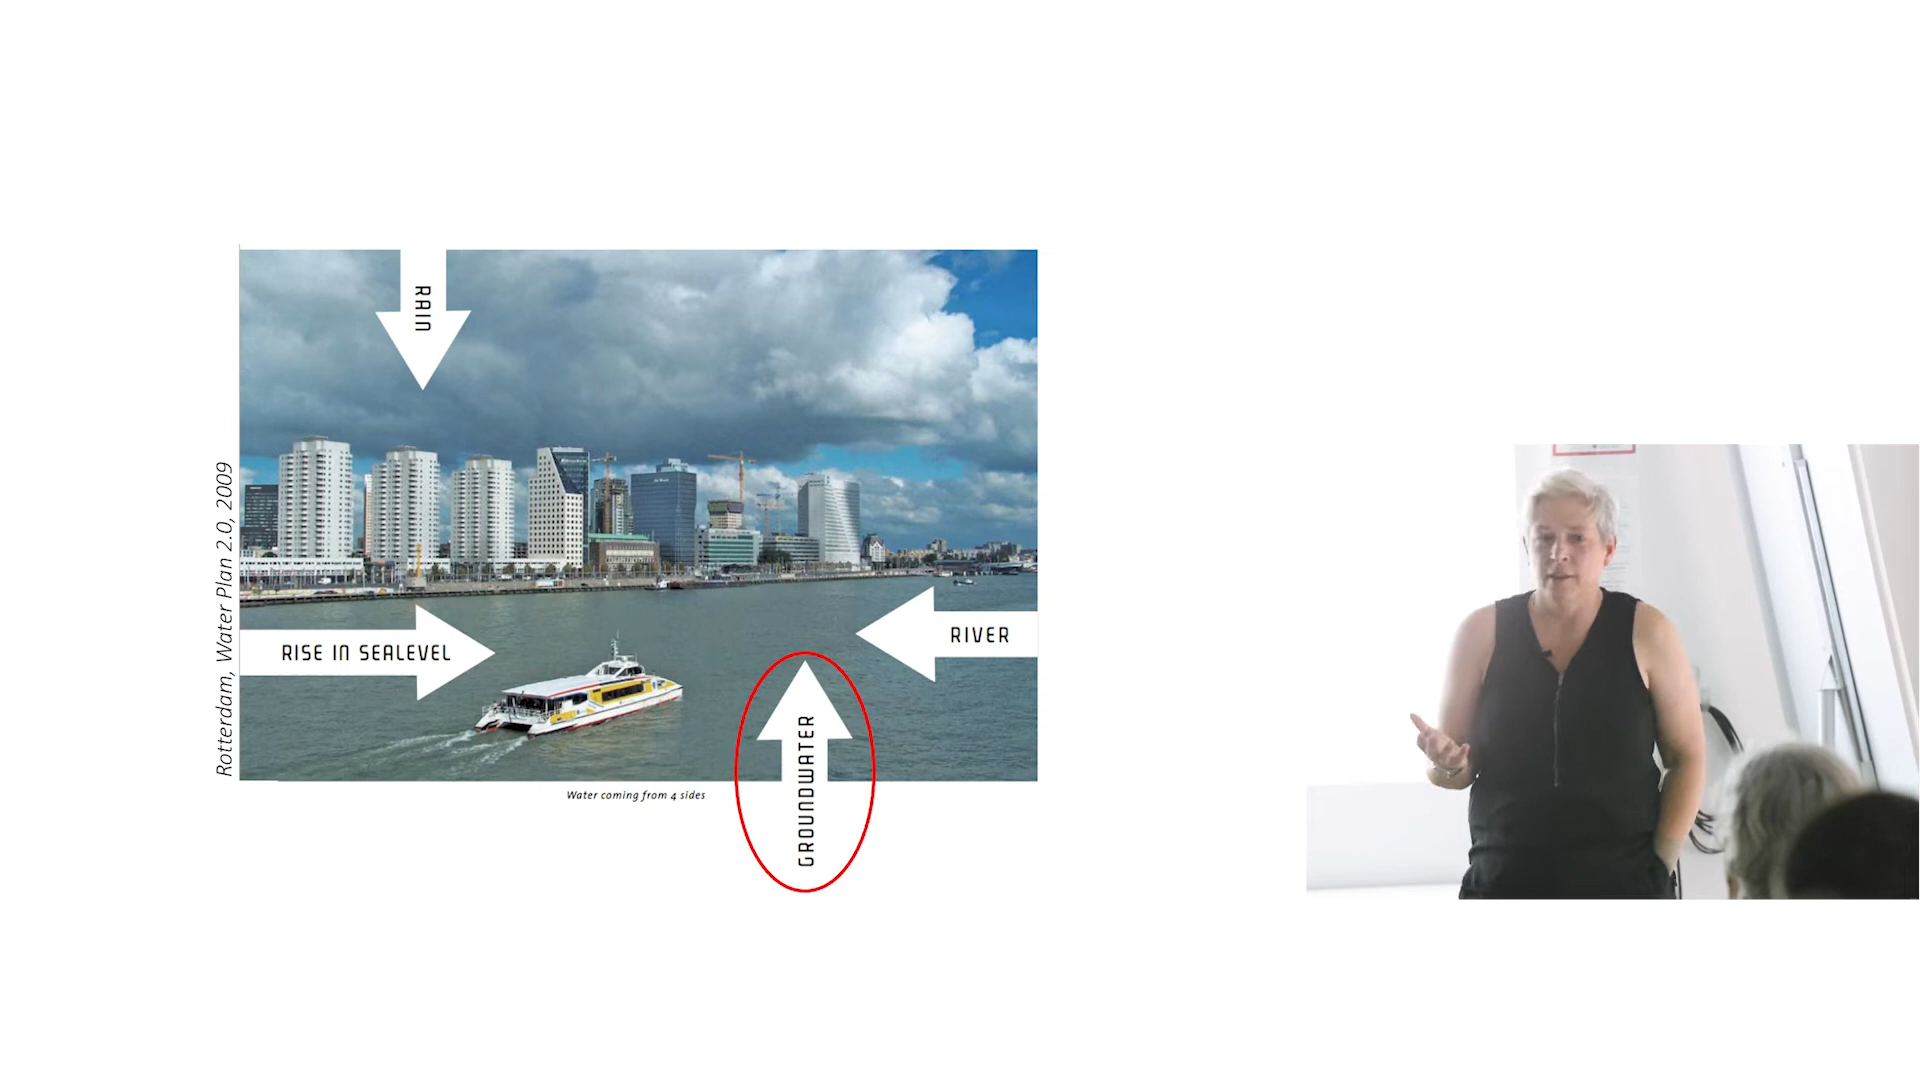 RAIN
Rotterdam, Water Plan 2.0, 2009
RISE IN SEALEVEL
RIVER
GROUNDWATER
Water coming from 4 sides